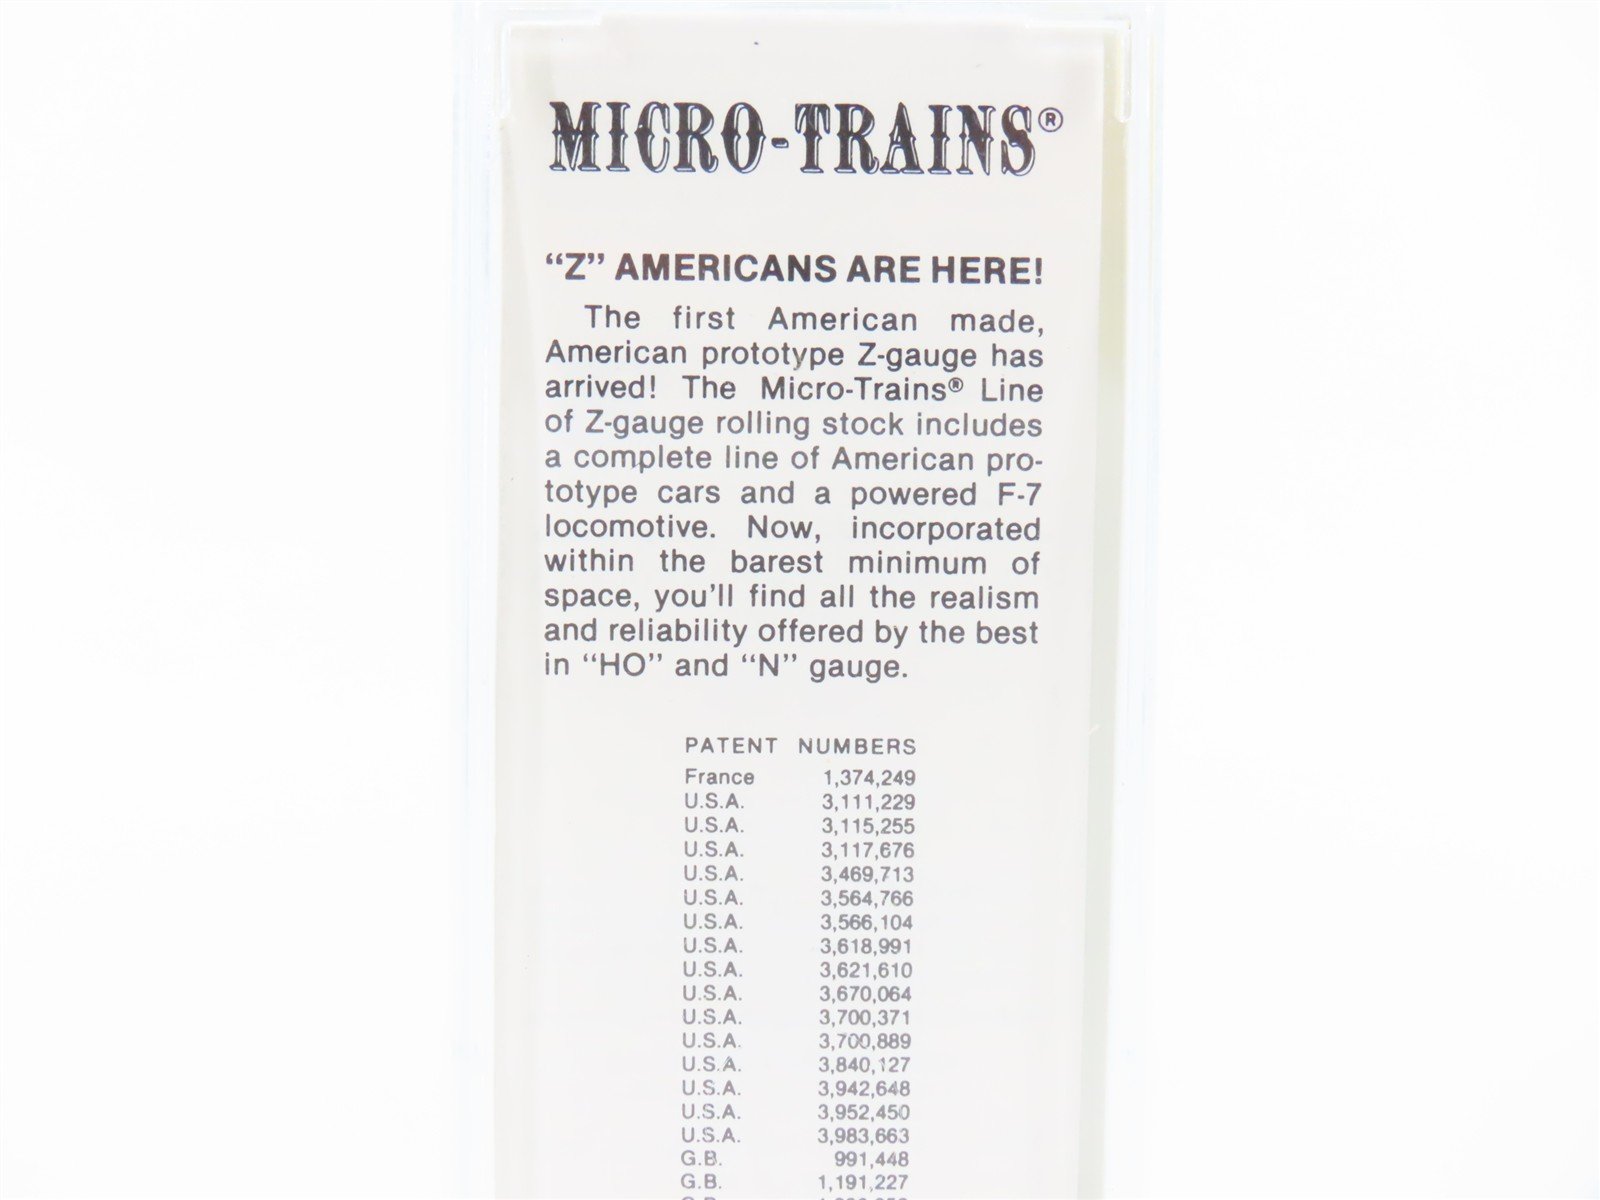 MICRO-TRAINS®
“Z” AMERICANS ARE HERE!
The first American made,
American prototype Z-gauge has
arrived! The Micro-Trains® Line
of Z-gauge rolling stock includes
a complete line of American pro-
totype cars and a powered F-7
locomotive. Now, incorporated
within the barest minimum of
space, you'll find all the realism
and reliability offered by the best
in “HO” and “N” gauge.
PATENT NUMBERS
France 1,374,249
U.S.A. 3,111,229
U.S.A. 3,115,255
U.S.A. 3,117,676
U.S.A. 3,469,713
U.S.A. 3,564,766
U.S.A. 3,566,104
U.S.A. 3,618,991
U.S.A. 3,621,610
U.S.A. 3,670,064
U.S.A. 3,700,371
U.S.A. 3,700,889
U.S.A. 3,840,127
U.S.A. 3,942,648
U.S.A. 3,952,450
U.S.A. 3,983,663
G.B. 991,448
G.B. 1,191,227